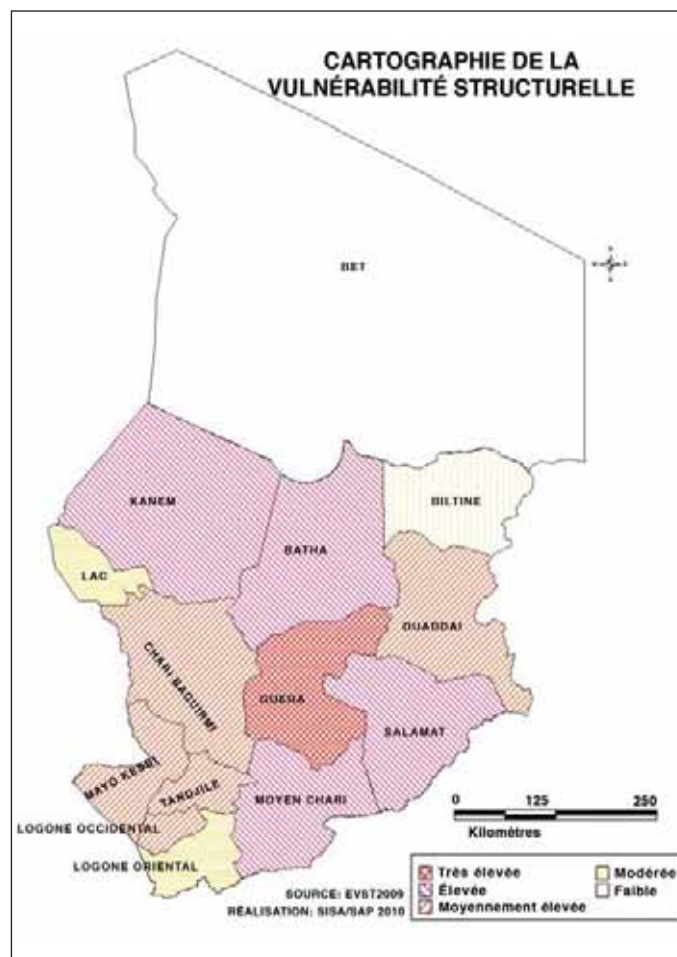 CARTOGRAPHIE DE LA
VULNÉRABILITÉ STRUCTURELLE
BET
KANEM
BATHA
BILTINE
LAC
OUADDAI
CHARI BAGUIRMI
GUERA
SALAMAT
MAYO KEBBI
TANDJILE
MOYEN CHARI
LOGONE OCCIDENTAL
LOGONE ORIENTAL
0 125 250
Kilomètres
Très élevée
Élevée
Moyennement élevée
Modérée
Faible
SOURCE: EVST2009
RÉALISATION: SISA/SAP 2010